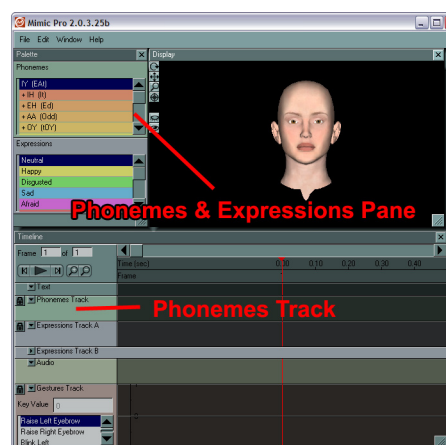 Mimic Pro 2.0.3.25b
File Edit Window Help
Palette
Display
Phonemes
IY (EAt)
+ IH (It)
+ EH (Ed)
+ AA (Odd)
+ OY (tOY)
Expressions
Neutral
Happy
Disgusted
Sad
Afraid
Phonemes & Expressions Pane
Timeline
Frame 1 of 1
Time (sec) 0.00 0.10 0.20 0.30 0.40
Frame
Text
Phonemes Track
Phonemes Track
Expressions Track A
Expressions Track B
Audio
Gestures Track
Key Value 0
Raise Left Eyebrow
Raise Right Eyebrow
Blink Left